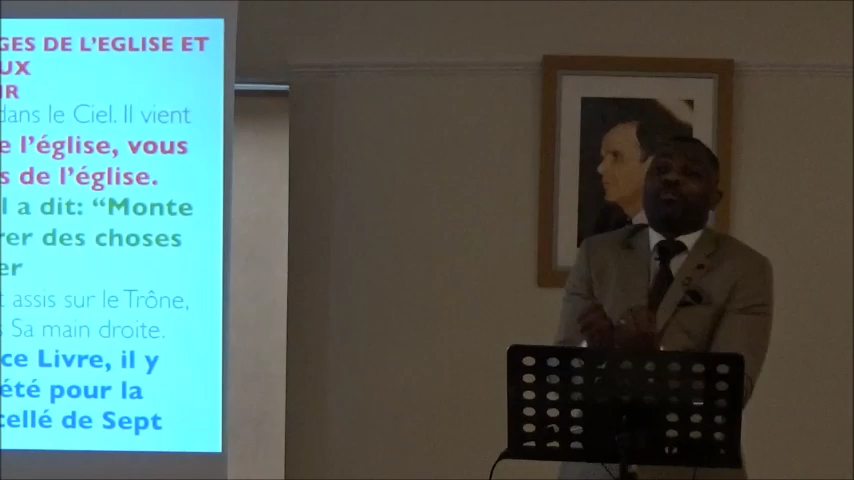 GES DE L'EGLISE ET
UX
IR
dans le Ciel. Il vient
e l'église, vous
s de l'église.
l a dit: “Monte
rer des choses
er
t assis sur le Trône,
s Sa main droite.
ce Livre, il y
été pour la
cellé de Sept